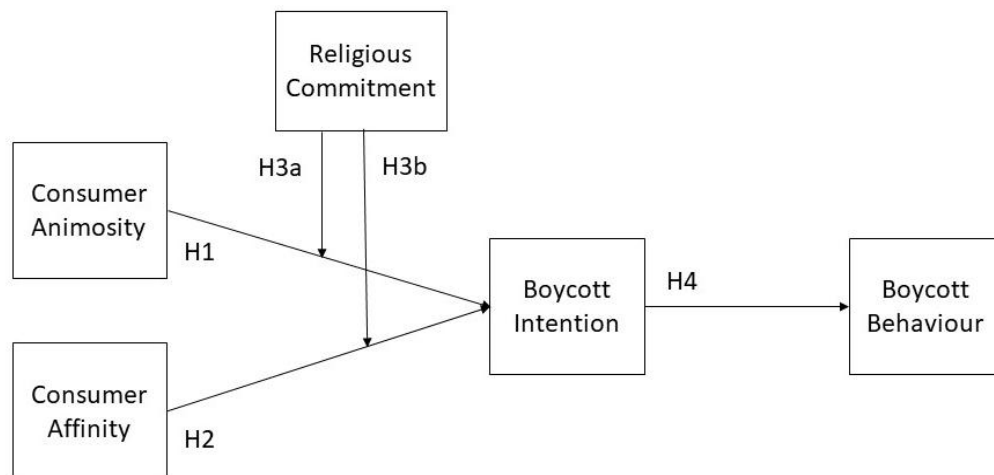 Religious
Commitment
H3a
H3b
Consumer
Animosity
H1
Boycott
Intention
H4
Boycott
Behaviour
Consumer
Affinity
H2